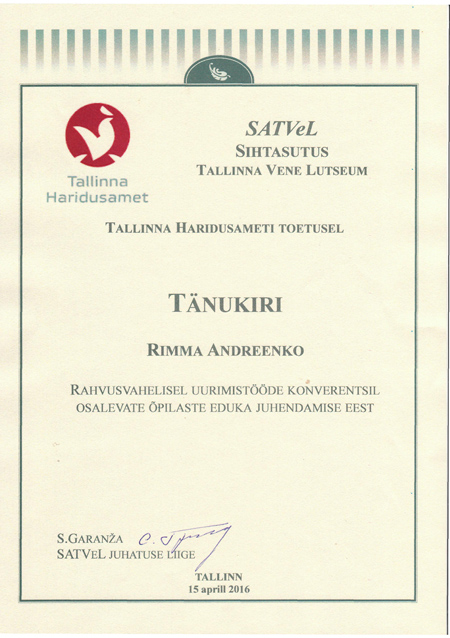 Tallinna
Haridusamet
SATVeL
SIHTASUTUS
TALLINNA VENE LUTSEUM
TALLINNA HARIDUSAMETI TOETUSEL
TÄNUKIRI
RIMMA ANDREENKO
RAHVUSVAHELISEL UURIMISTÖÖDE KONVERENTSIL
OSALEVATE ÕPILASTE EDUKA JUHENDAMISE EEST
S.GARANŽA
SATVEL JUHATUSE LIIGE
TALLINN
15 aprill 2016